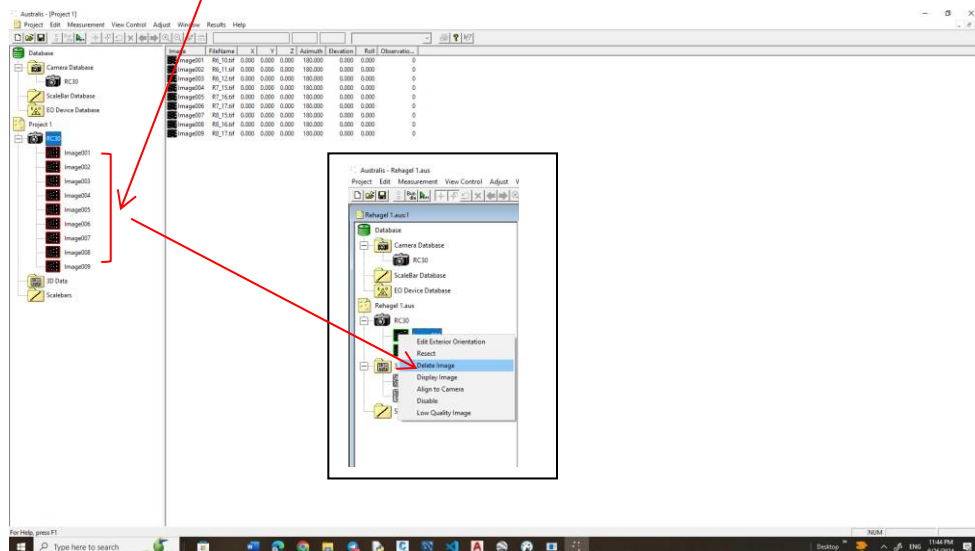 Australis - [Project 1]
Project Edit Measurement View Control Adjust Window Results Help
Database
Camera Database
RC30
ScaleBar Database
EO Device Database
Project 1
RC30
Image001
Image002
Image003
Image004
Image005
Image006
Image007
Image008
Image009
3D Data
Scalebars
Image FileName X Y Z Azimuth Elevation Roll Observatio...
Image001 R6_10.tif 0.000 0.000 0.000 180.000 0.000 0.000 0
Image002 R6_11.tif 0.000 0.000 0.000 180.000 0.000 0.000 0
Image003 R6_12.tif 0.000 0.000 0.000 180.000 0.000 0.000 0
Image004 R7_15.tif 0.000 0.000 0.000 180.000 0.000 0.000 0
Image005 R7_16.tif 0.000 0.000 0.000 180.000 0.000 0.000 0
Image006 R7_17.tif 0.000 0.000 0.000 180.000 0.000 0.000 0
Image007 R8_15.tif 0.000 0.000 0.000 180.000 0.000 0.000 0
Image008 R8_16.tif 0.000 0.000 0.000 180.000 0.000 0.000 0
Image009 R8_17.tif 0.000 0.000 0.000 180.000 0.000 0.000 0
Australis - Rehagel 1.aus
Project Edit Measurement View Control Adjust
Rehagel 1.aus:1
Database
Camera Database
RC30
ScaleBar Database
EO Device Database
Rehagel 1.aus
RC30
Edit Exterior Orientation
Resect
Delete Image
Display Image
Align to Camera
Disable
Low Quality Image
For Help, press F1
NUM
Type here to search
Desktop
ENG
11:44 PM